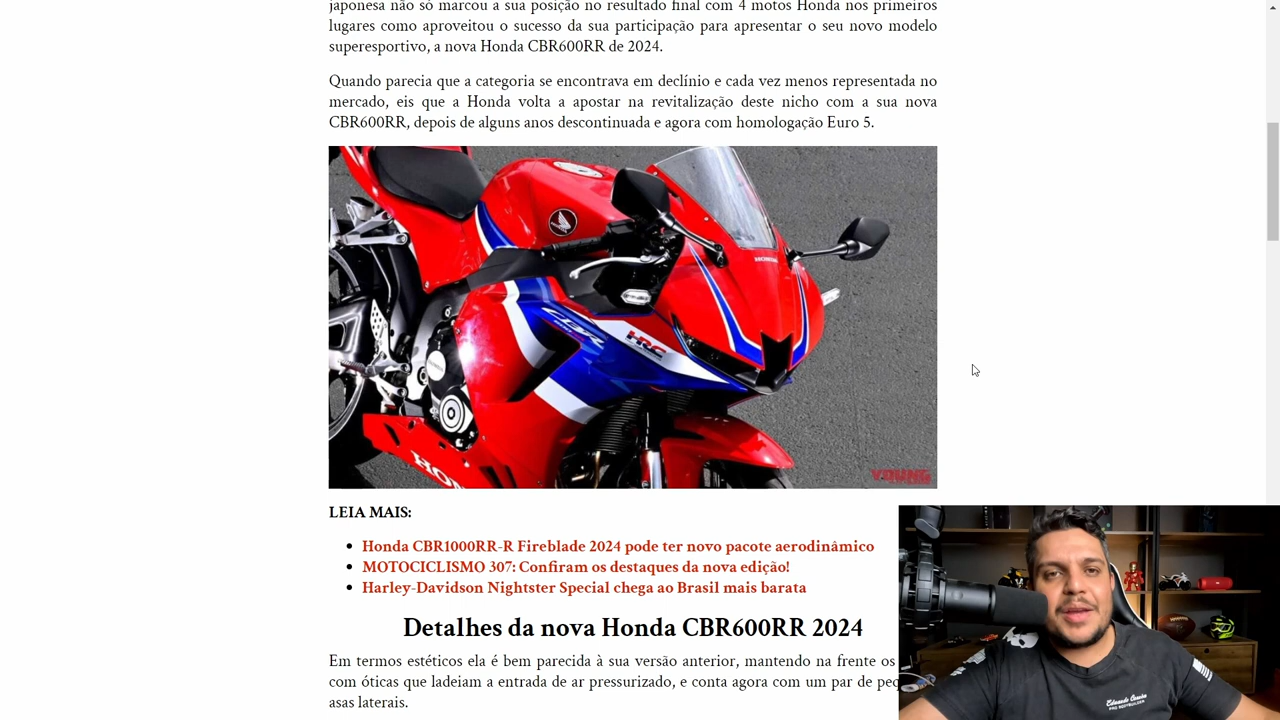 japonesa não só marcou a sua posição no resultado final com 4 motos Honda nos primeiros
lugares como aproveitou o sucesso da sua participação para apresentar o seu novo modelo
superesportivo, a nova Honda CBR600RR de 2024.
Quando parecia que a categoria se encontrava em declínio e cada vez menos representada no
mercado, eis que a Honda volta a apostar na revitalização deste nicho com a sua nova
CBR600RR, depois de alguns anos descontinuada e agora com homologação Euro 5.
HONDA
CBR
HRC
HON
YOUNG
LEIA MAIS:
Honda CBR1000RR-R Fireblade 2024 pode ter novo pacote aerodinâmico
MOTOCICLISMO 307: Confiram os destaques da nova edição!
Harley-Davidson Nightster Special chega ao Brasil mais barata
Detalhes da nova Honda CBR600RR 2024
Em termos estéticos ela é bem parecida à sua versão anterior, mantendo na frente os
com óticas que ladeiam a entrada de ar pressurizado, e conta agora com um par de peq
asas laterais.
PRO BODYBUILDER